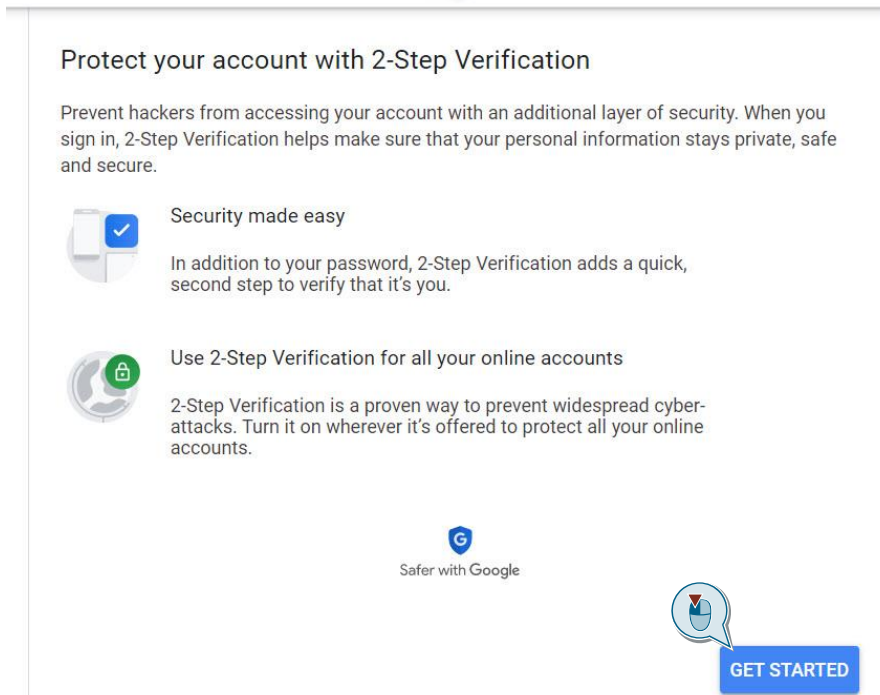 Protect your account with 2-Step Verification
Prevent hackers from accessing your account with an additional layer of security. When you
sign in, 2-Step Verification helps make sure that your personal information stays private, safe
and secure.
Security made easy
In addition to your password, 2-Step Verification adds a quick,
second step to verify that it's you.
Use 2-Step Verification for all your online accounts
2-Step Verification is a proven way to prevent widespread cyber-
attacks. Turn it on wherever it's offered to protect all your online
accounts.
G
Safer with Google
GET STARTED